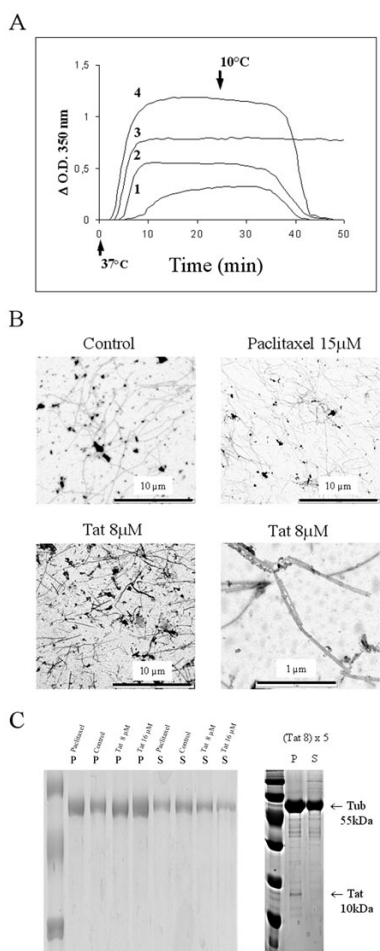 A
10°C
1,5
1
0,5
0
4
3
2
1
Δ O.D. 350 nm
0 10 20 30 40 50
37°C
Time (min)
B
Control
Paclitaxel 15µM
10 µm
10 µm
Tat 8µM
Tat 8µM
10 µm
1 µm
C
Paclitaxel
Control
Tat 8 µM
Tat 16 µM
Paclitaxel
Control
Tat 8 µM
Tat 16 µM
P P P P S S S S
(Tat 8) x 5
P S
← Tub
55kDa
← Tat
10kDa